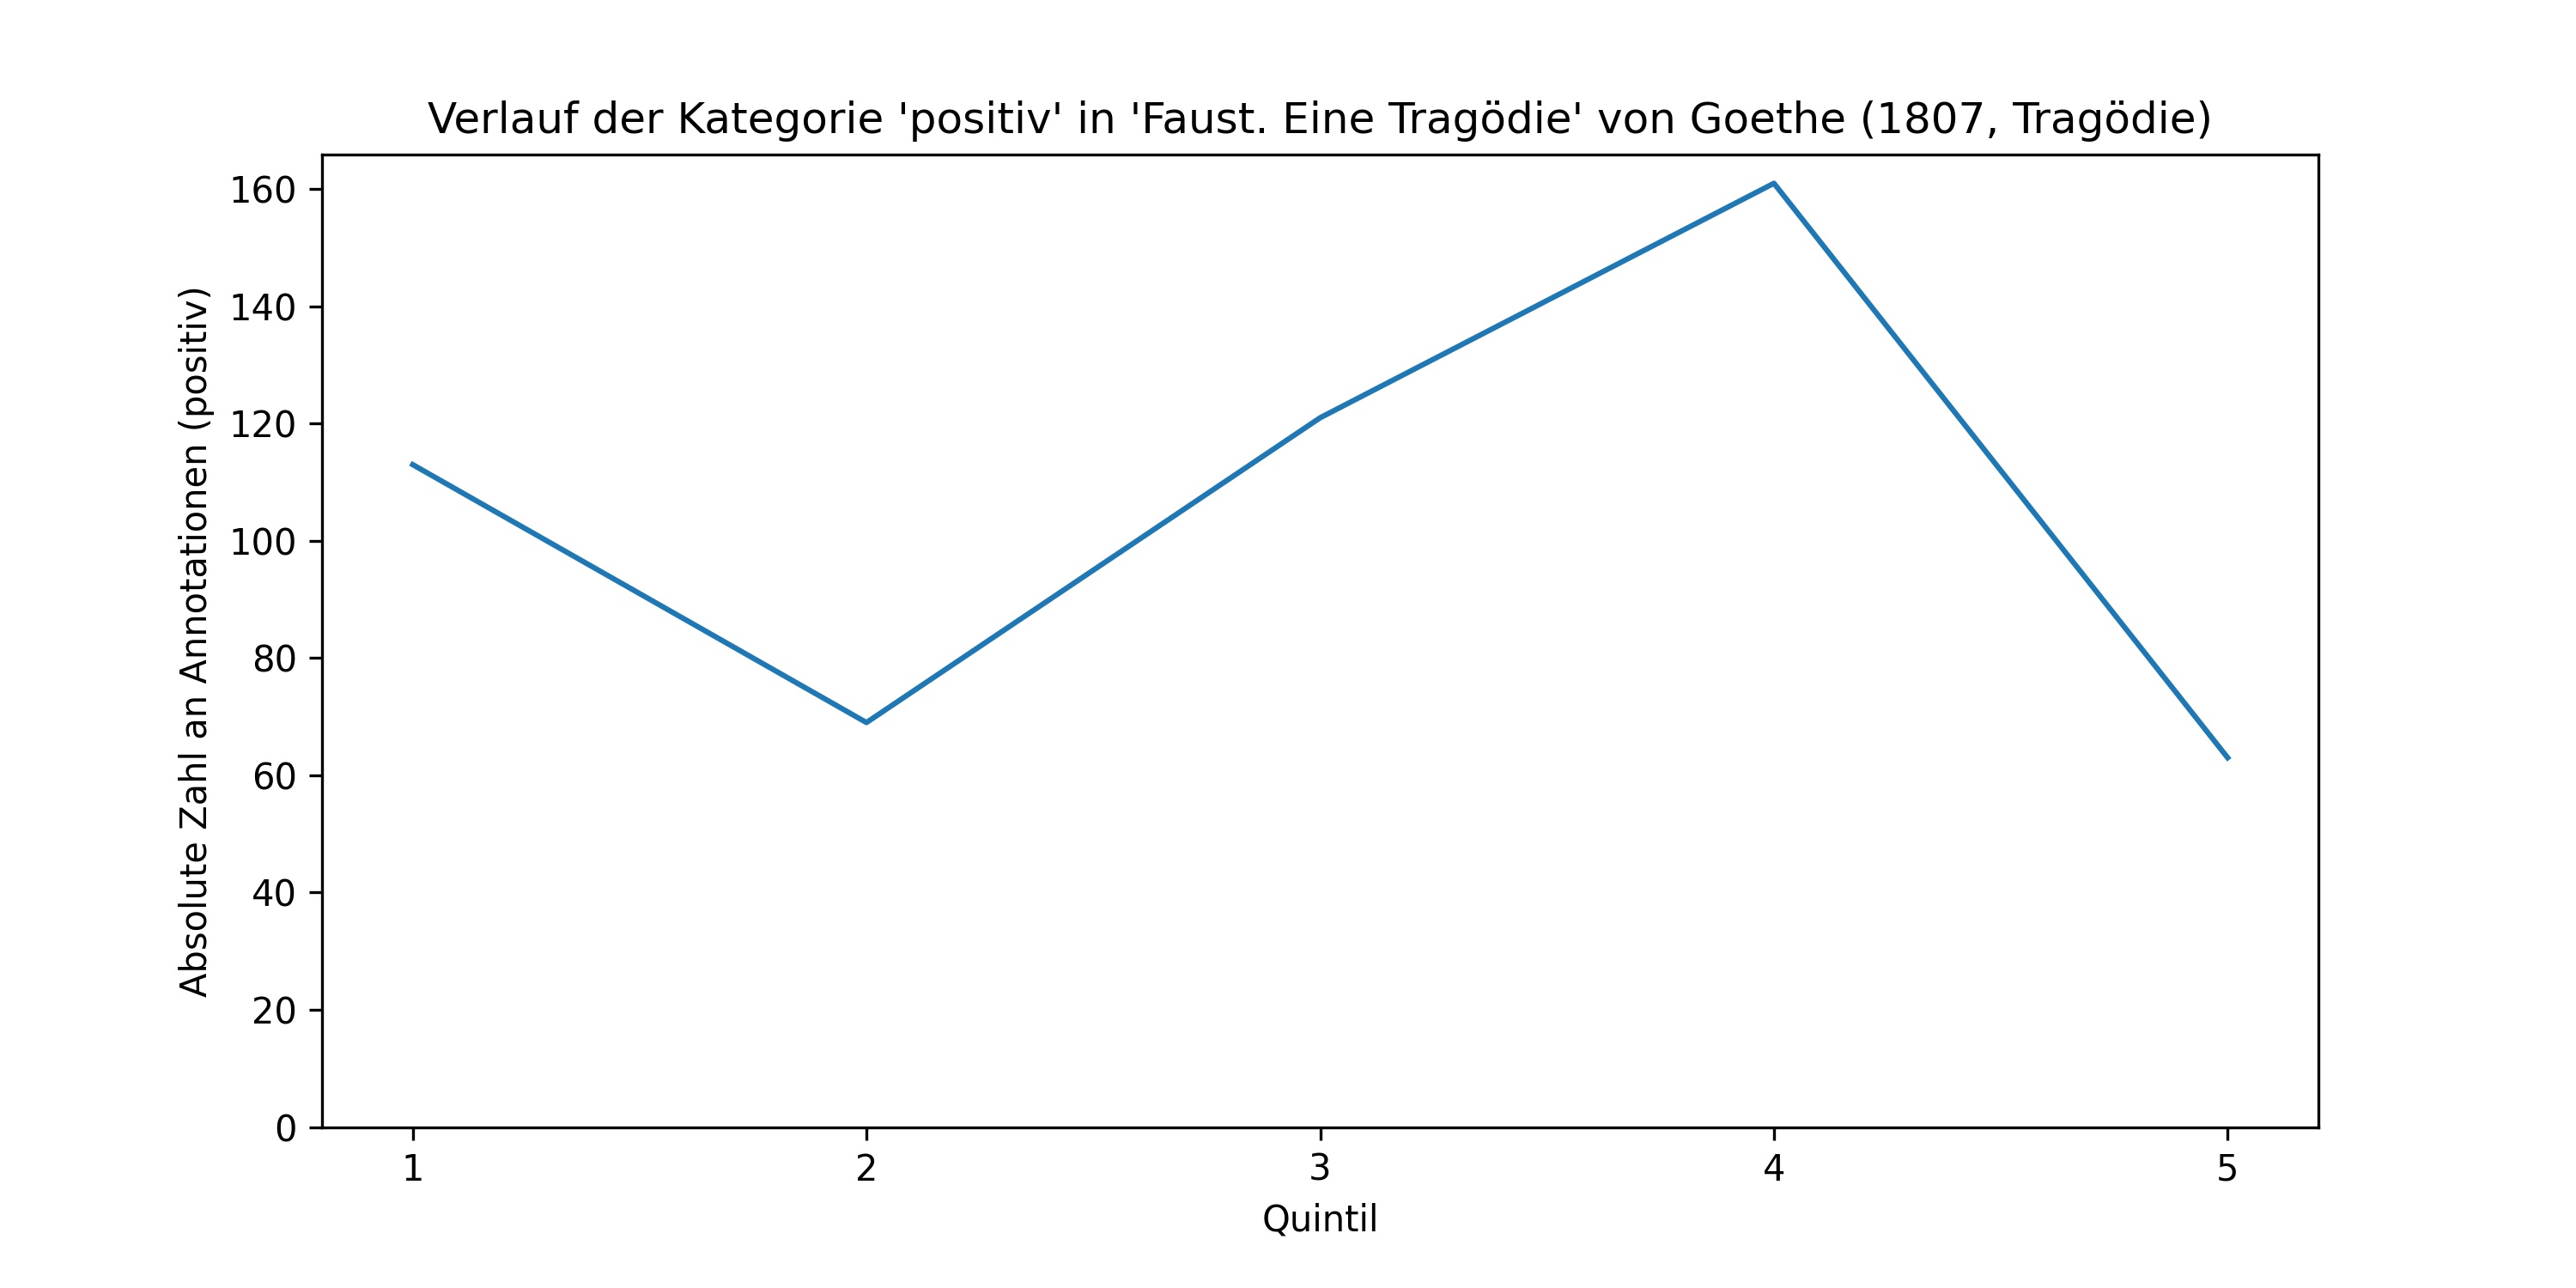 Verlauf der Kategorie 'positiv' in 'Faust. Eine Tragödie' von Goethe (1807, Tragödie)
Absolute Zahl an Annotationen (positiv)
160
140
120
100
80
60
40
20
0
1 2 3 4 5
Quintil